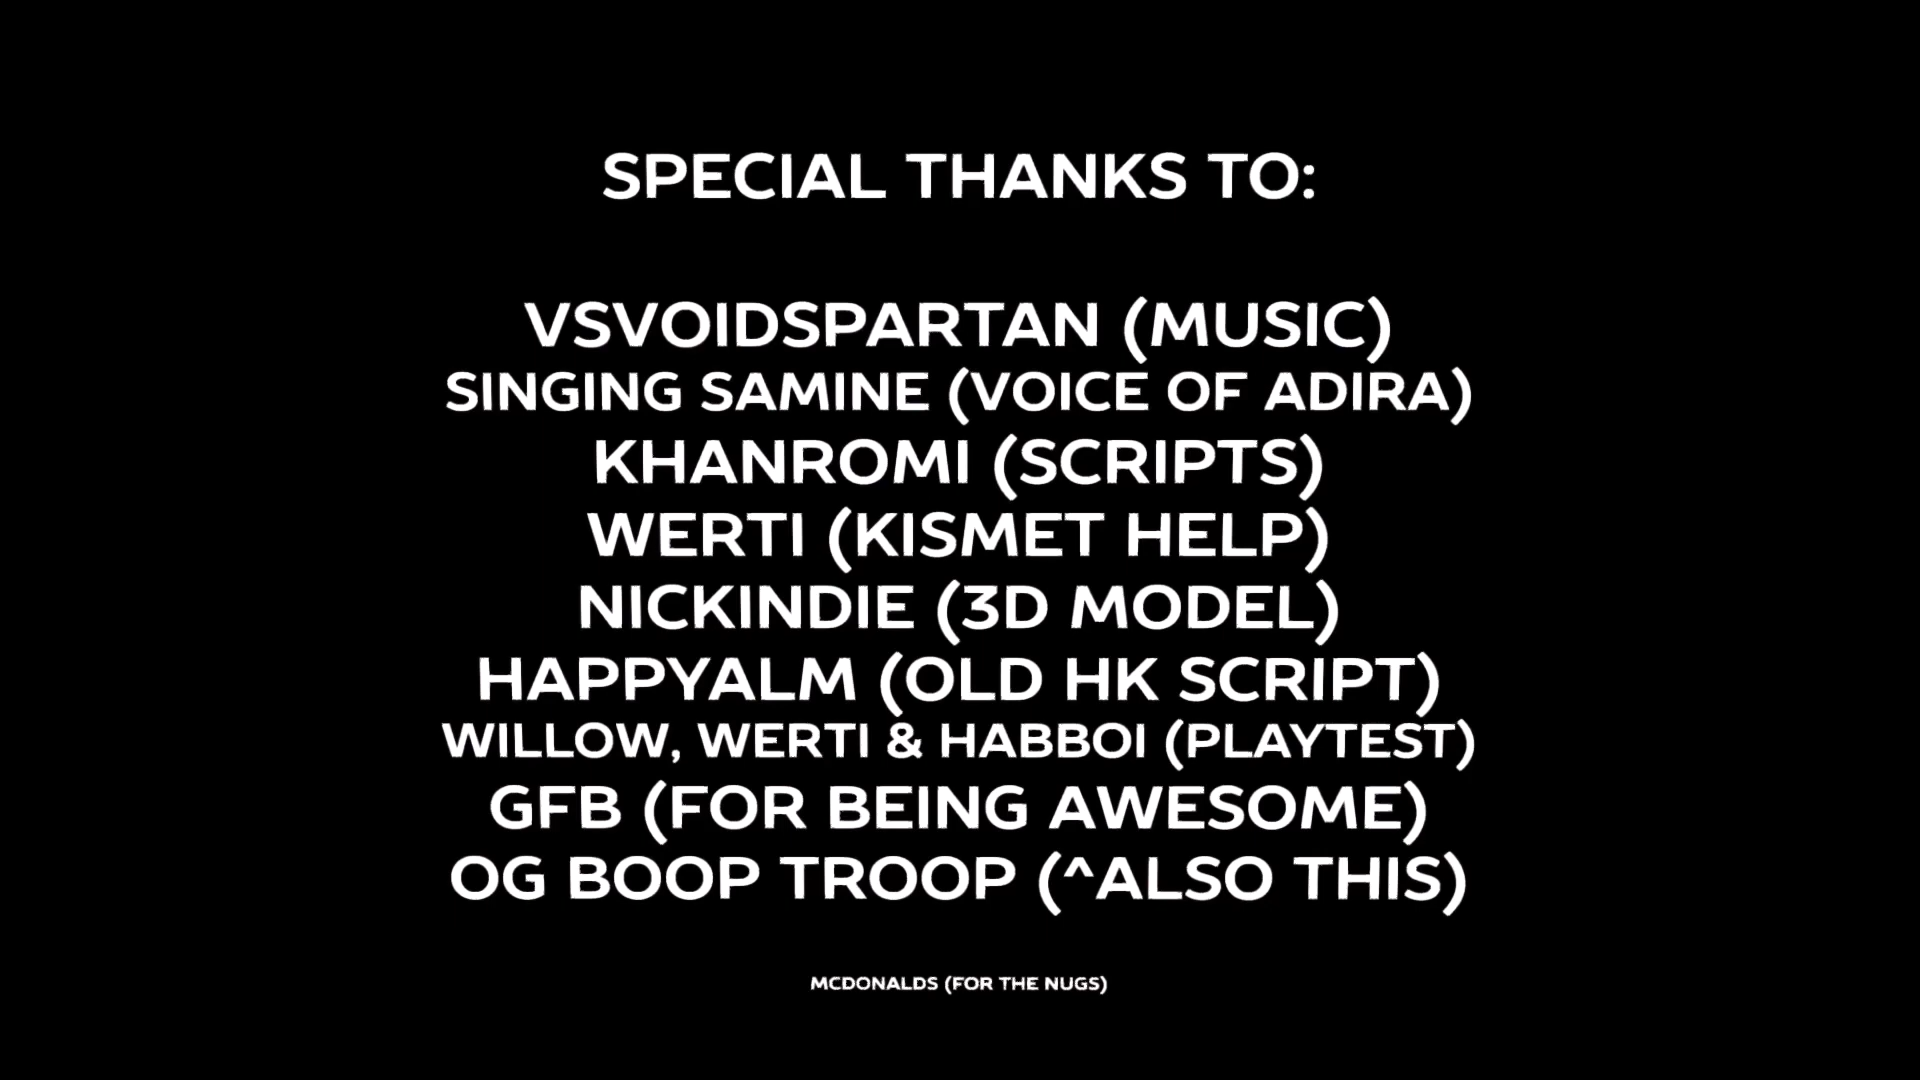 SPECIAL THANKS TO:
VSVOIDSPARTAN (MUSIC)
SINGING SAMINE (VOICE OF ADIRA)
KHANROMI (SCRIPTS)
WERTI (KISMET HELP)
NICKINDIE (3D MODEL)
HAPPYALM (OLD HK SCRIPT)
WILLOW, WERTI & HABBOI (PLAYTEST)
GFB (FOR BEING AWESOME)
OG BOOP TROOP (^ALSO THIS)
MCDONALDS (FOR THE NUGS)